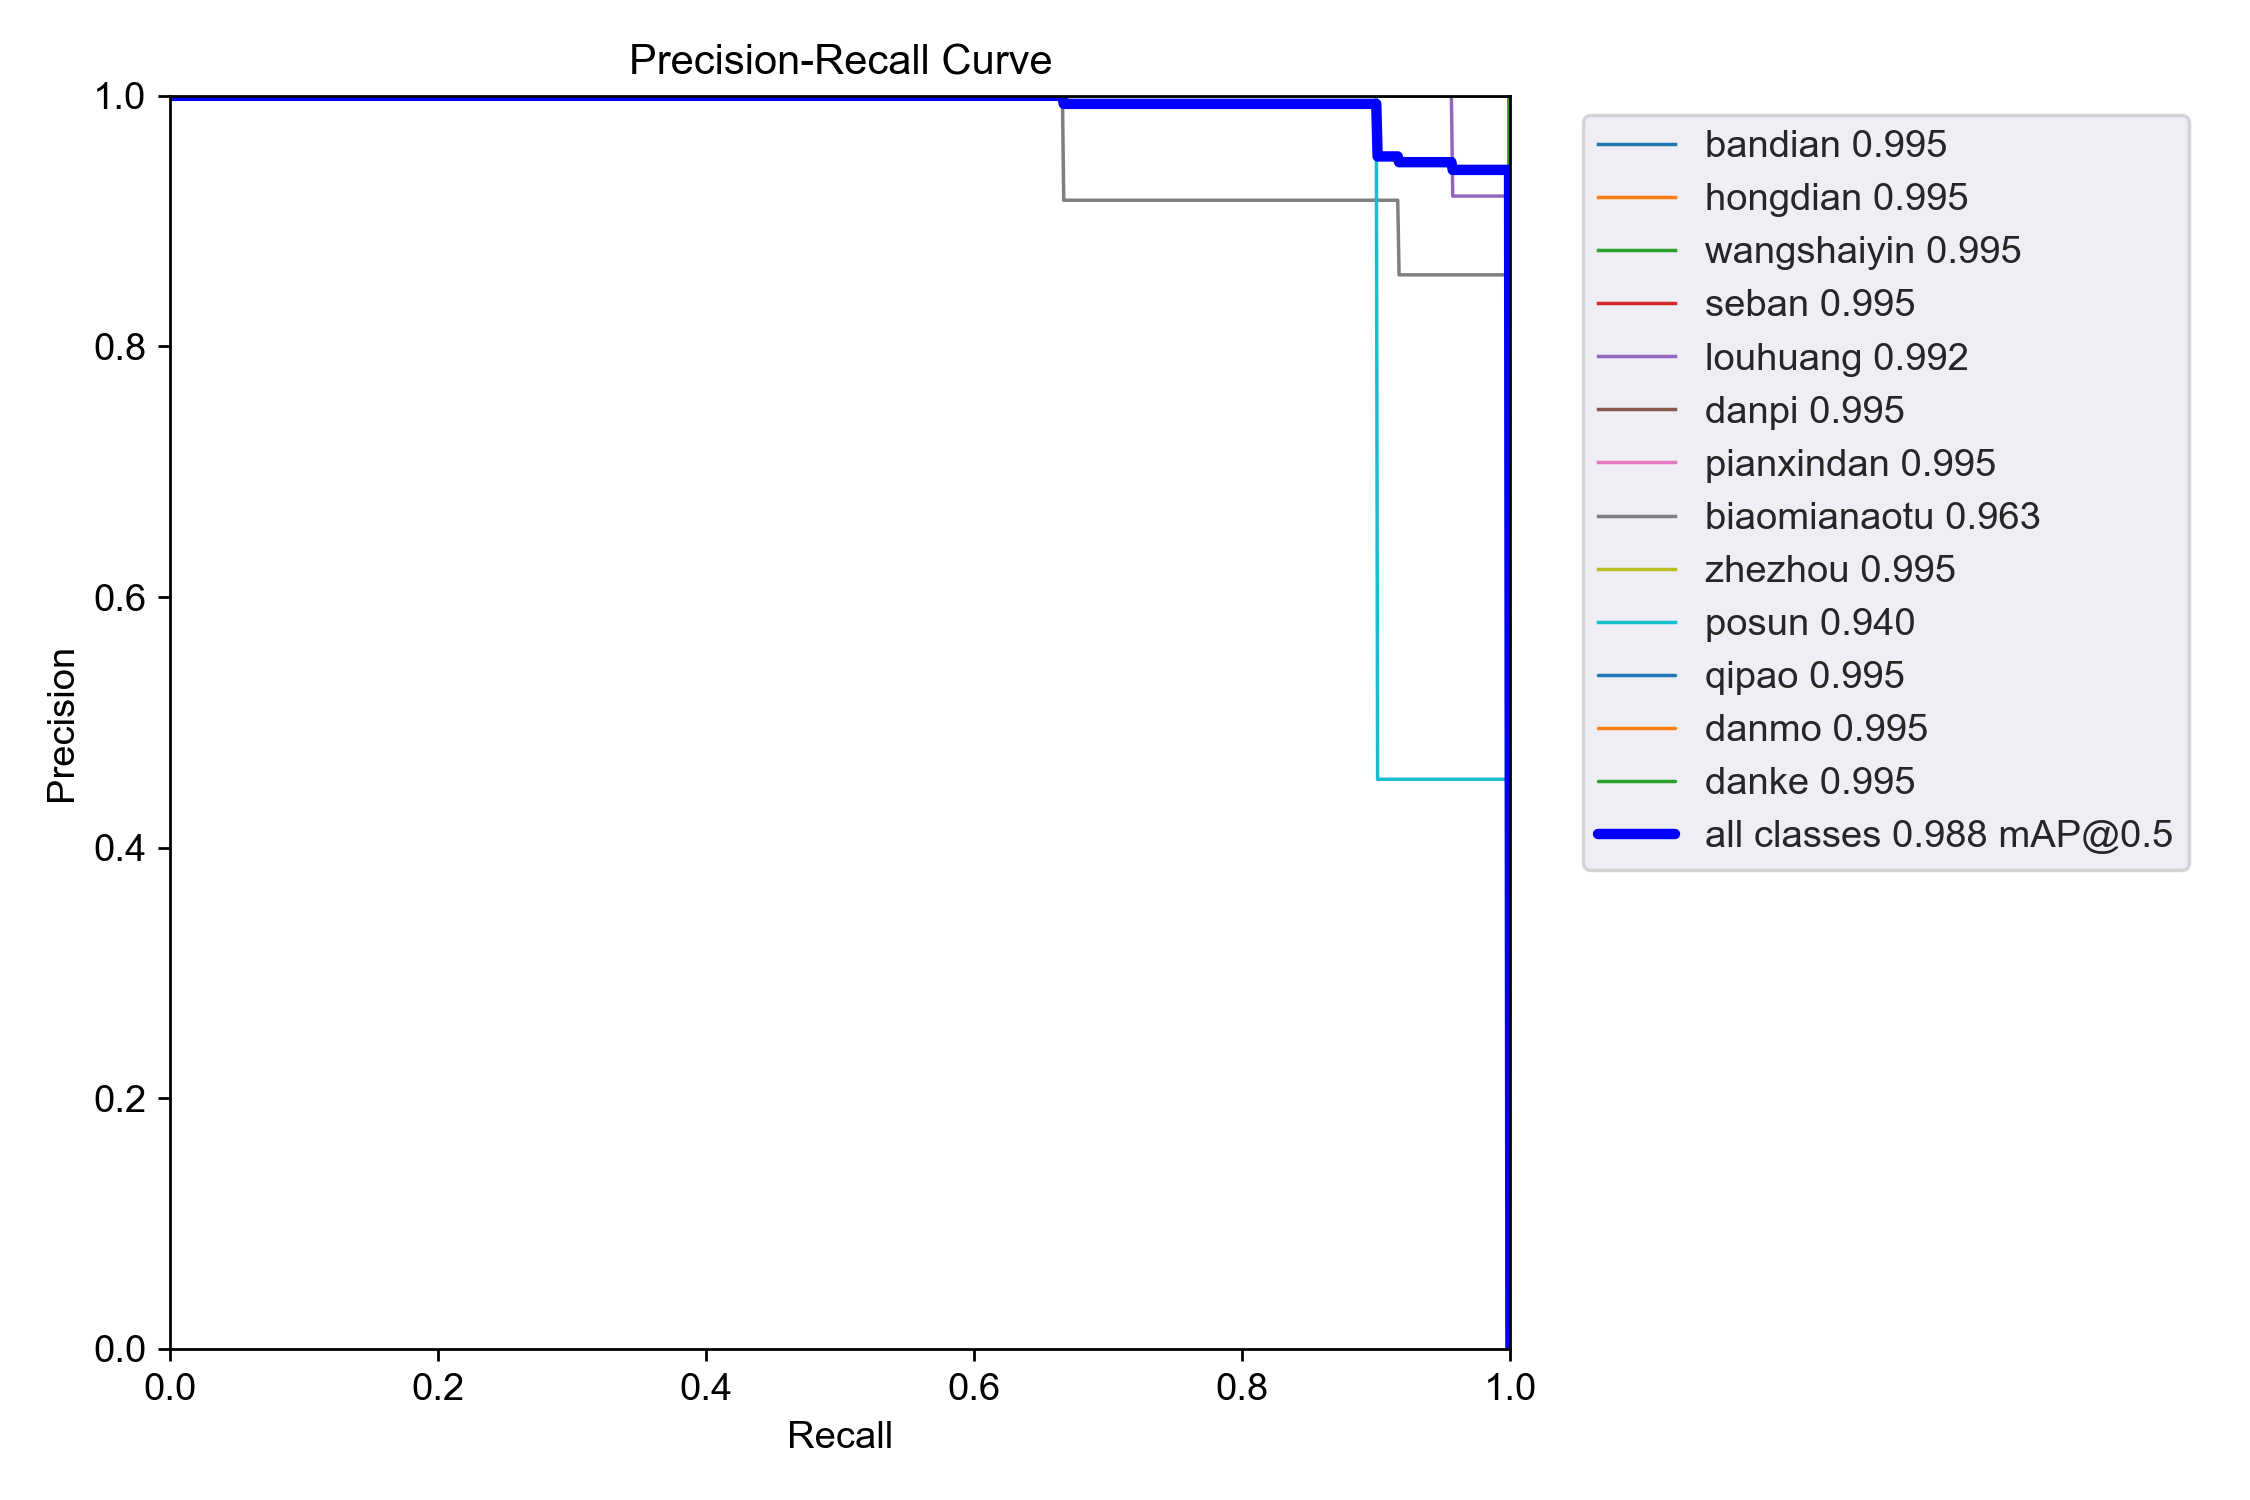 Precision-Recall Curve
1.0
0.8
0.6
0.4
0.2
0.0
Precision
0.0 0.2 0.4 0.6 0.8 1.0
Recall
bandian 0.995
hongdian 0.995
wangshaiyin 0.995
seban 0.995
louhuang 0.992
danpi 0.995
pianxindan 0.995
biaomianaotu 0.963
zhezhou 0.995
posun 0.940
qipao 0.995
danmo 0.995
danke 0.995
all classes 0.988 mAP@0.5